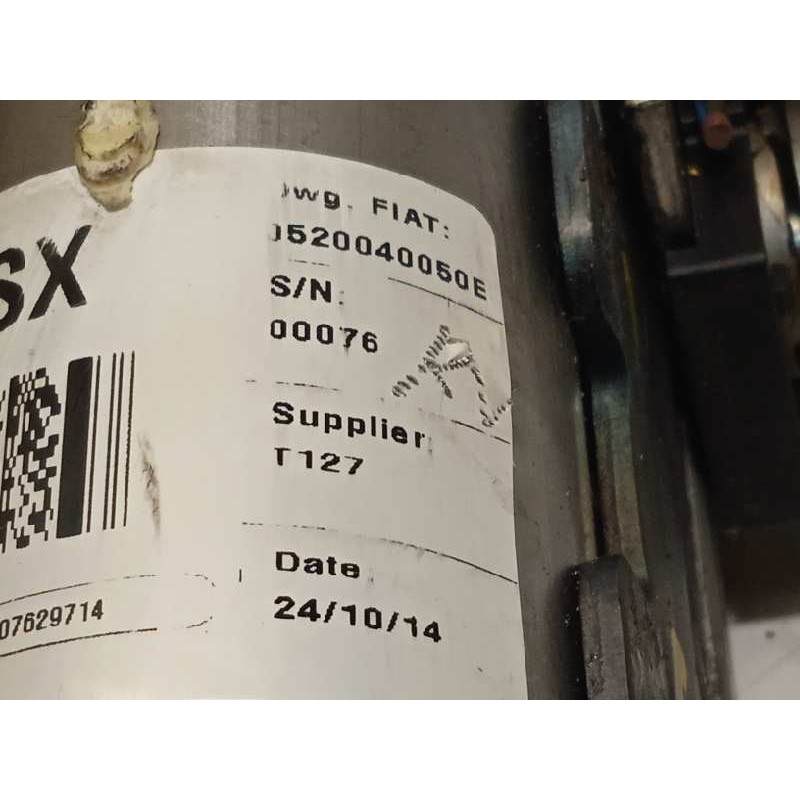 Dwg. FIAT:
0520040050E
S/N:
00076
SX
Supplier
T127
Date
24/10/14
07629714